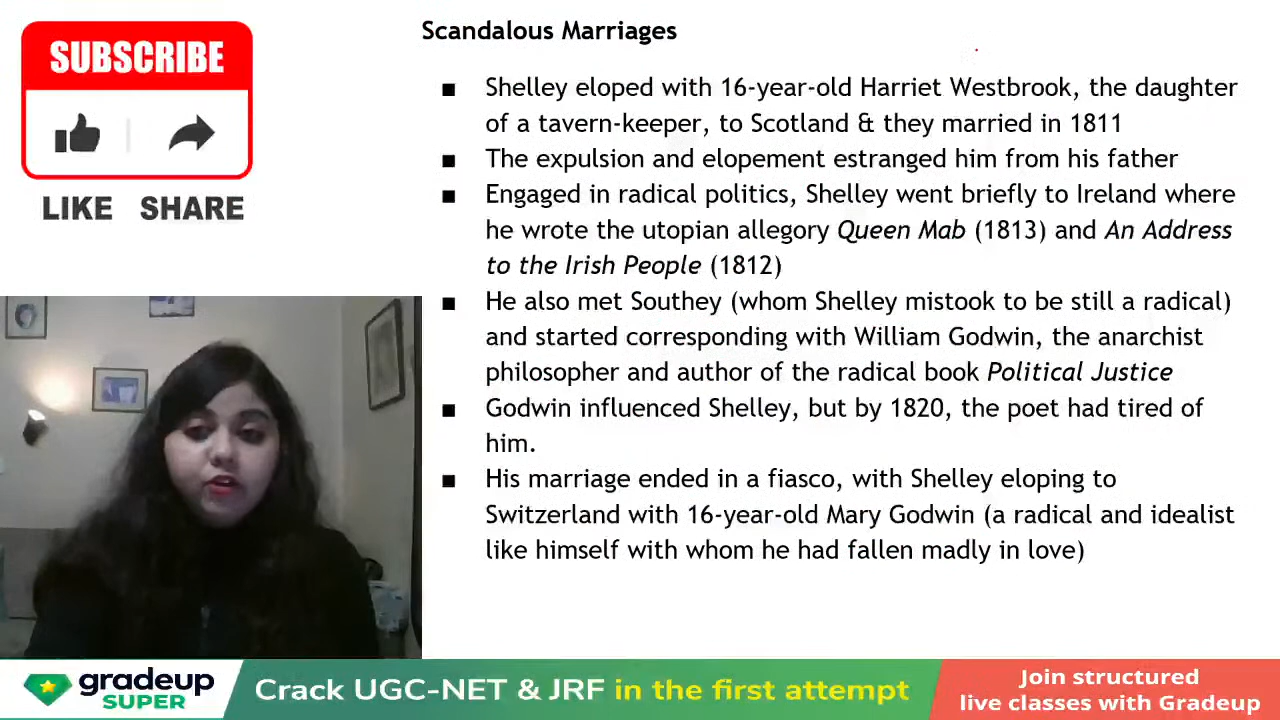 SUBSCRIBE
LIKE SHARE
Scandalous Marriages
■ Shelley eloped with 16-year-old Harriet Westbrook, the daughter
of a tavern-keeper, to Scotland & they married in 1811
■ The expulsion and elopement estranged him from his father
■ Engaged in radical politics, Shelley went briefly to Ireland where
he wrote the utopian allegory Queen Mab (1813) and An Address
to the Irish People (1812)
■ He also met Southey (whom Shelley mistook to be still a radical)
and started corresponding with William Godwin, the anarchist
philosopher and author of the radical book Political Justice
■ Godwin influenced Shelley, but by 1820, the poet had tired of
him.
■ His marriage ended in a fiasco, with Shelley eloping to
Switzerland with 16-year-old Mary Godwin (a radical and idealist
like himself with whom he had fallen madly in love)
gradeup
SUPER
Crack UGC-NET & JRF in the first attempt
Join structured
live classes with Gradeup